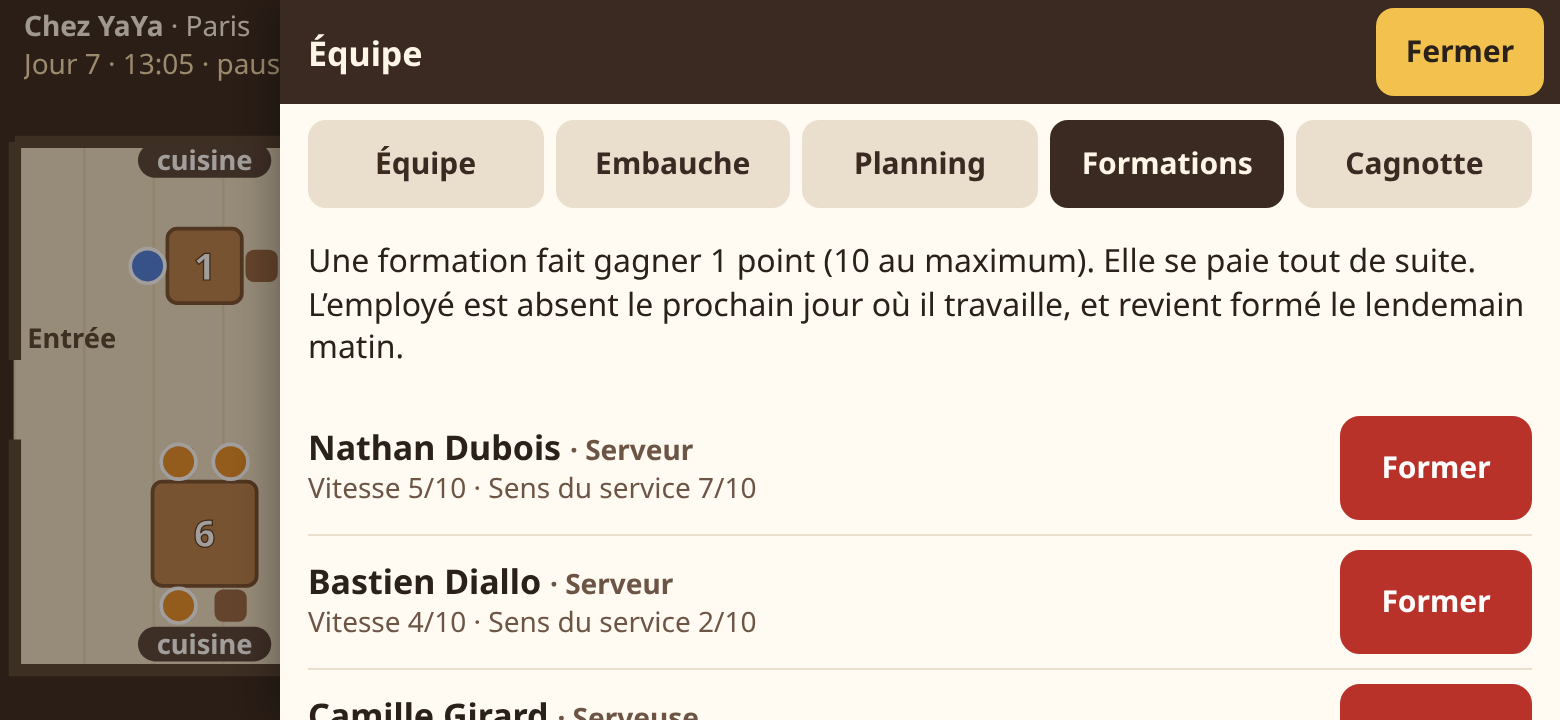 Chez YaYa · Paris
Jour 7 · 13:05 · paus
cuisine
1
Entrée
6
cuisine
Équipe
Fermer
Équipe
Embauche
Planning
Formations
Cagnotte
Une formation fait gagner 1 point (10 au maximum). Elle se paie tout de suite.
L’employé est absent le prochain jour où il travaille, et revient formé le lendemain
matin.
Nathan Dubois · Serveur
Vitesse 5/10 · Sens du service 7/10
Former
Bastien Diallo · Serveur
Vitesse 4/10 · Sens du service 2/10
Former
Camille Girard · Serveuse